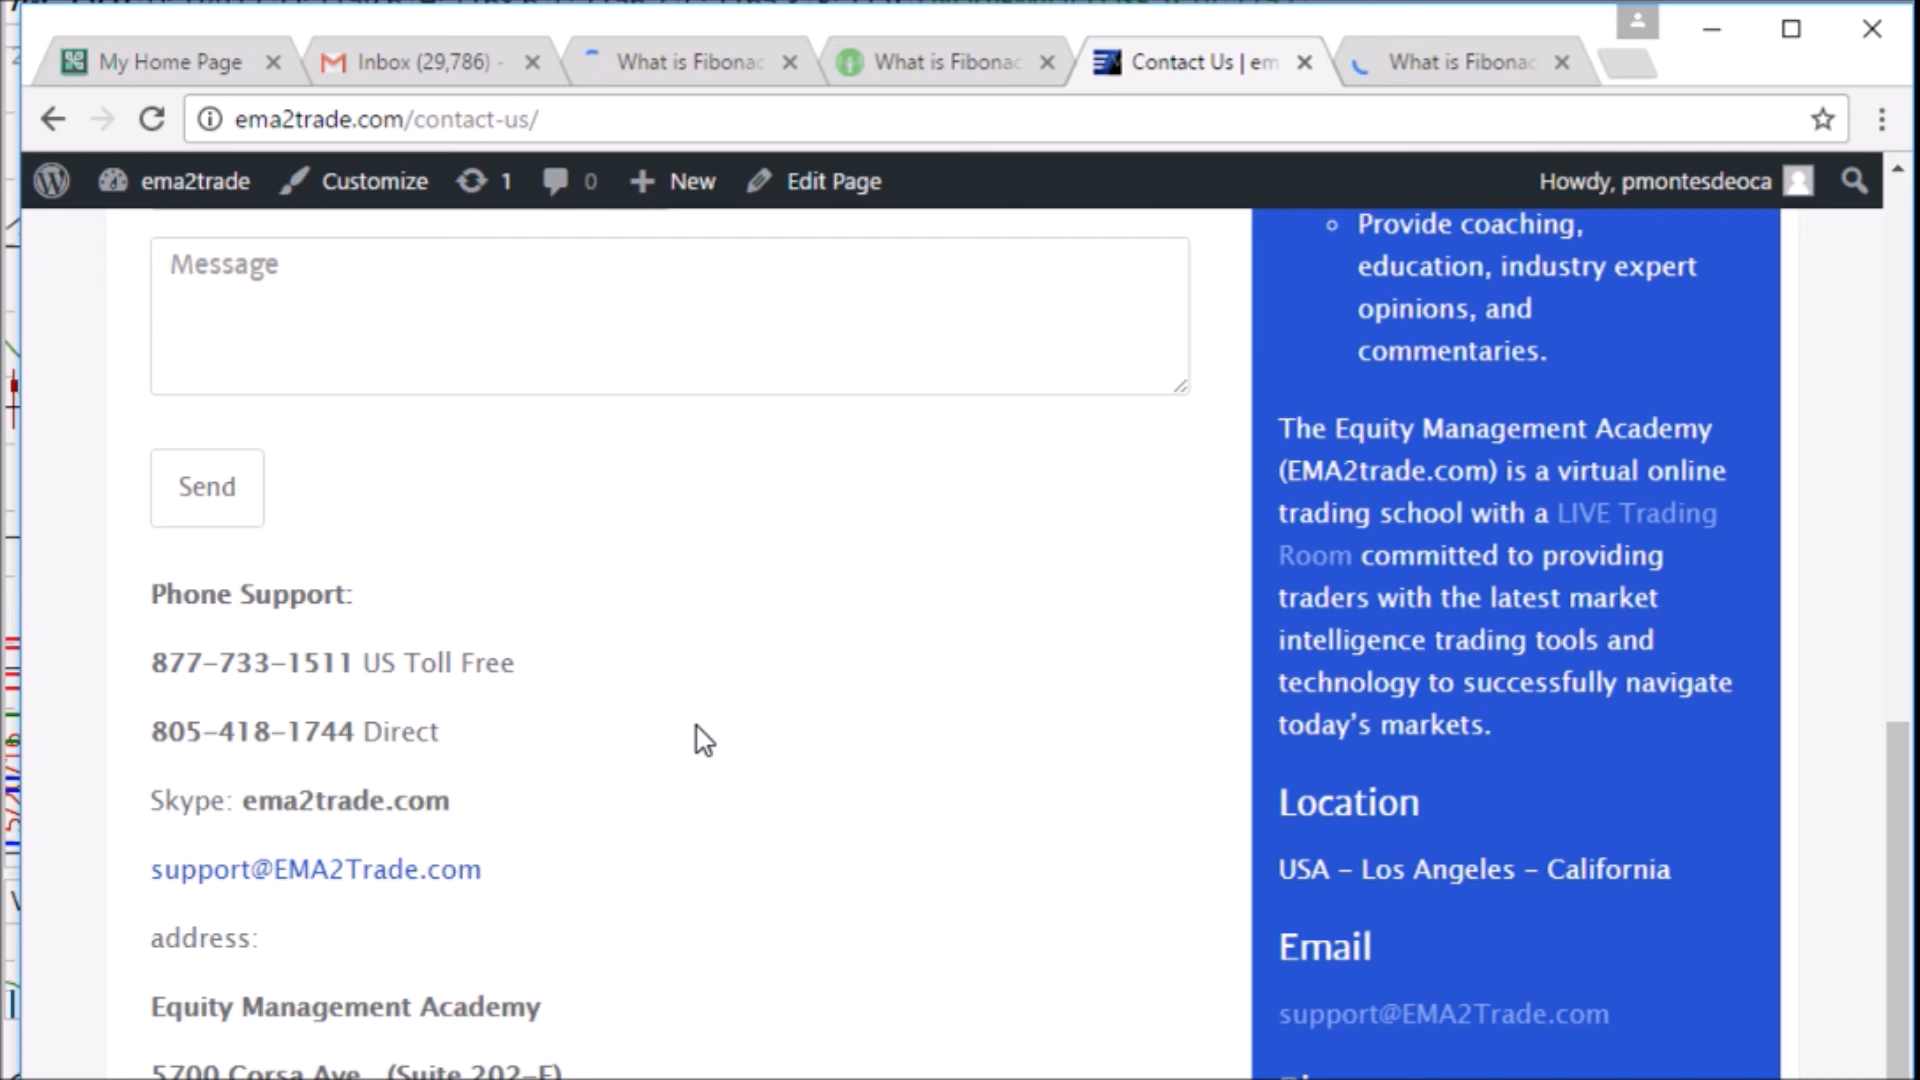 My Home Page
Inbox (29,786) -
What is Fibonac
What is Fibonac
Contact Us | em
What is Fibonac
ema2trade.com/contact-us/
ema2trade
Customize
1
0
New
Edit Page
Howdy, pmontesdeoca
Message
Send
Phone Support:
877-733-1511 US Toll Free
805-418-1744 Direct
Skype: ema2trade.com
support@EMA2Trade.com
address:
Equity Management Academy
5700 Corsa Ave (Suite 202-F)
Provide coaching,
education, industry expert
opinions, and
commentaries.
The Equity Management Academy
(EMA2trade.com) is a virtual online
trading school with a LIVE Trading
Room committed to providing
traders with the latest market
intelligence trading tools and
technology to successfully navigate
today's markets.
Location
USA – Los Angeles – California
Email
support@EMA2Trade.com